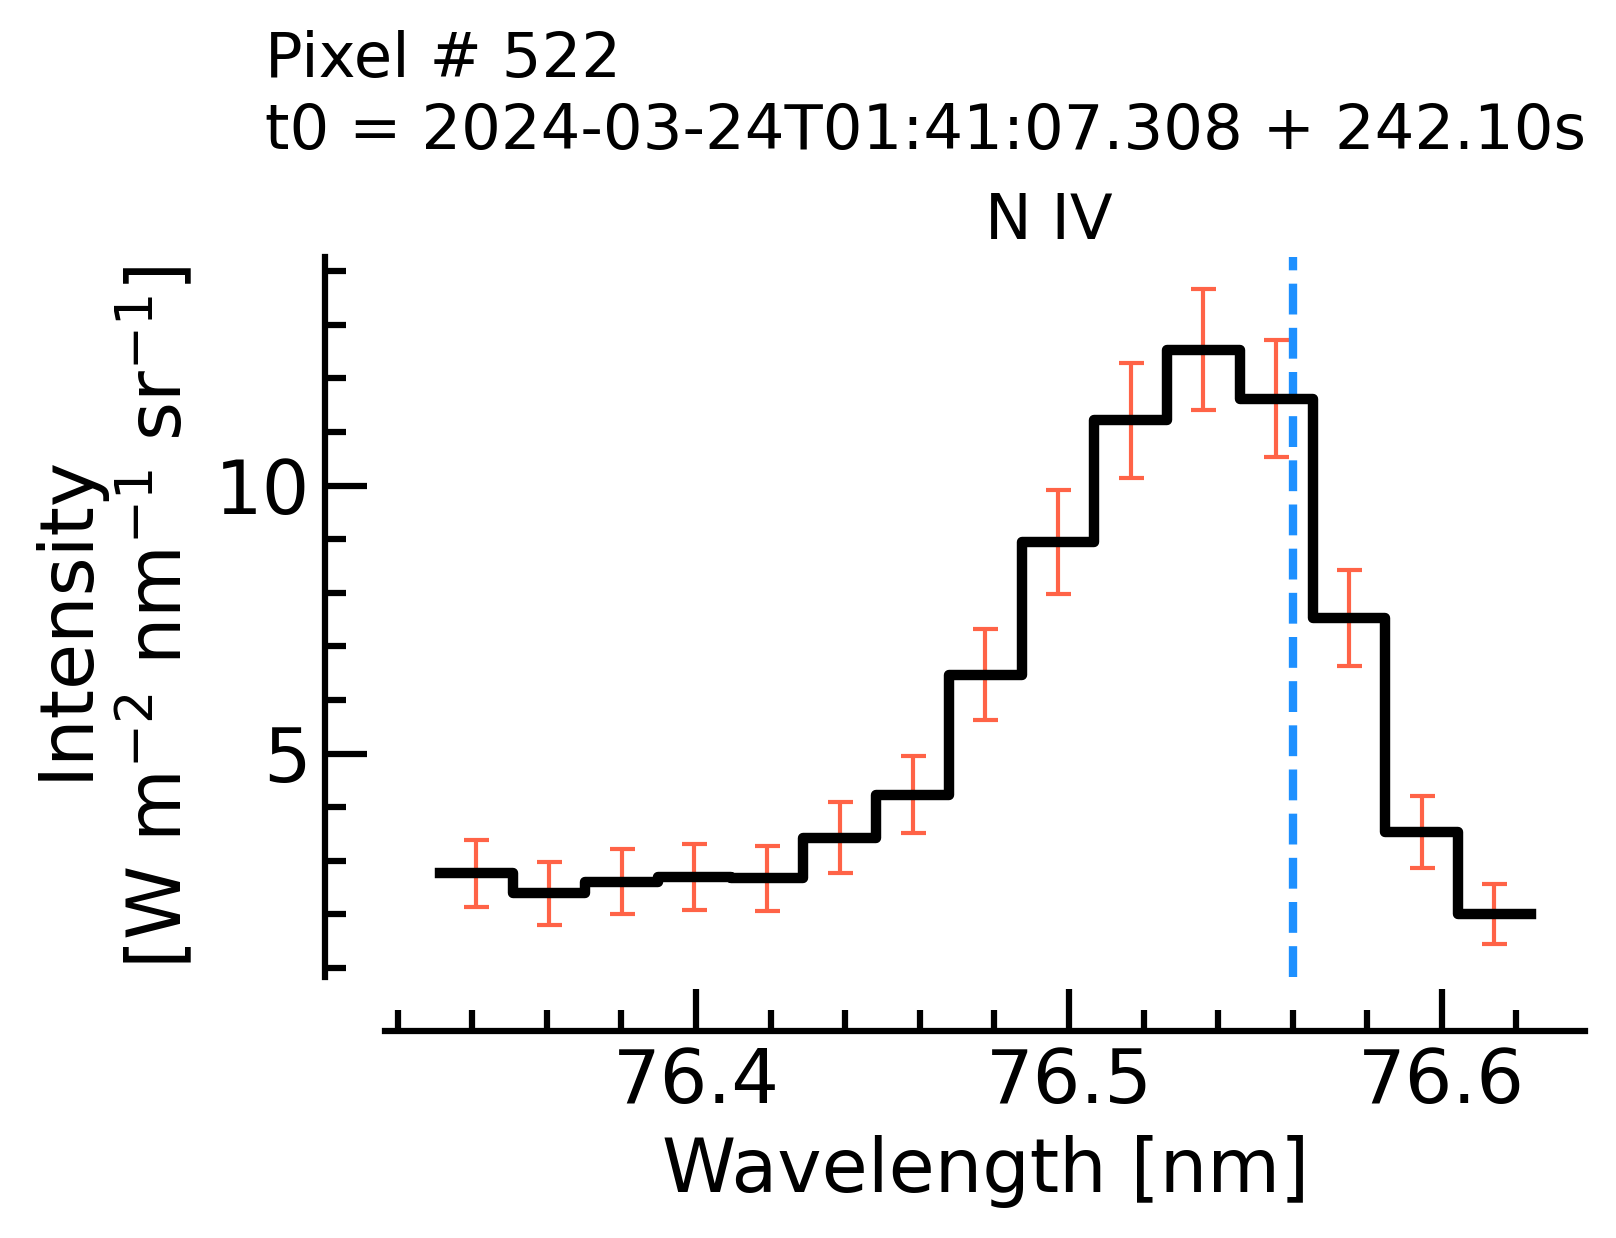 Pixel # 522
t0 = 2024-03-24T01:41:07.308 + 242.10s
N IV
Intensity
[W m⁻² nm⁻¹ sr⁻¹]
10
5
76.4 76.5 76.6
Wavelength [nm]